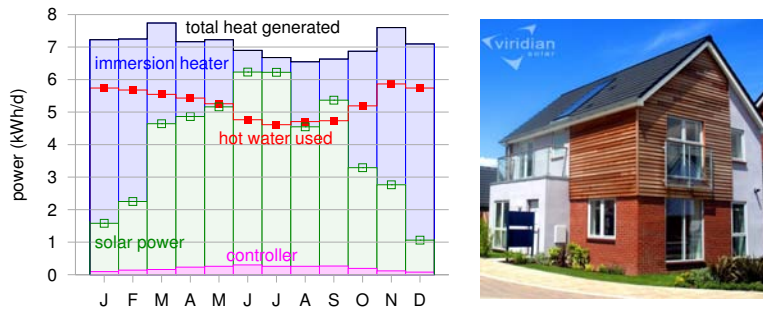 8
7
6
5
4
3
2
1
0
power (kWh/d)
total heat generated
immersion heater
hot water used
solar power
controller
J F M A M J J A S O N D
viridian
solar